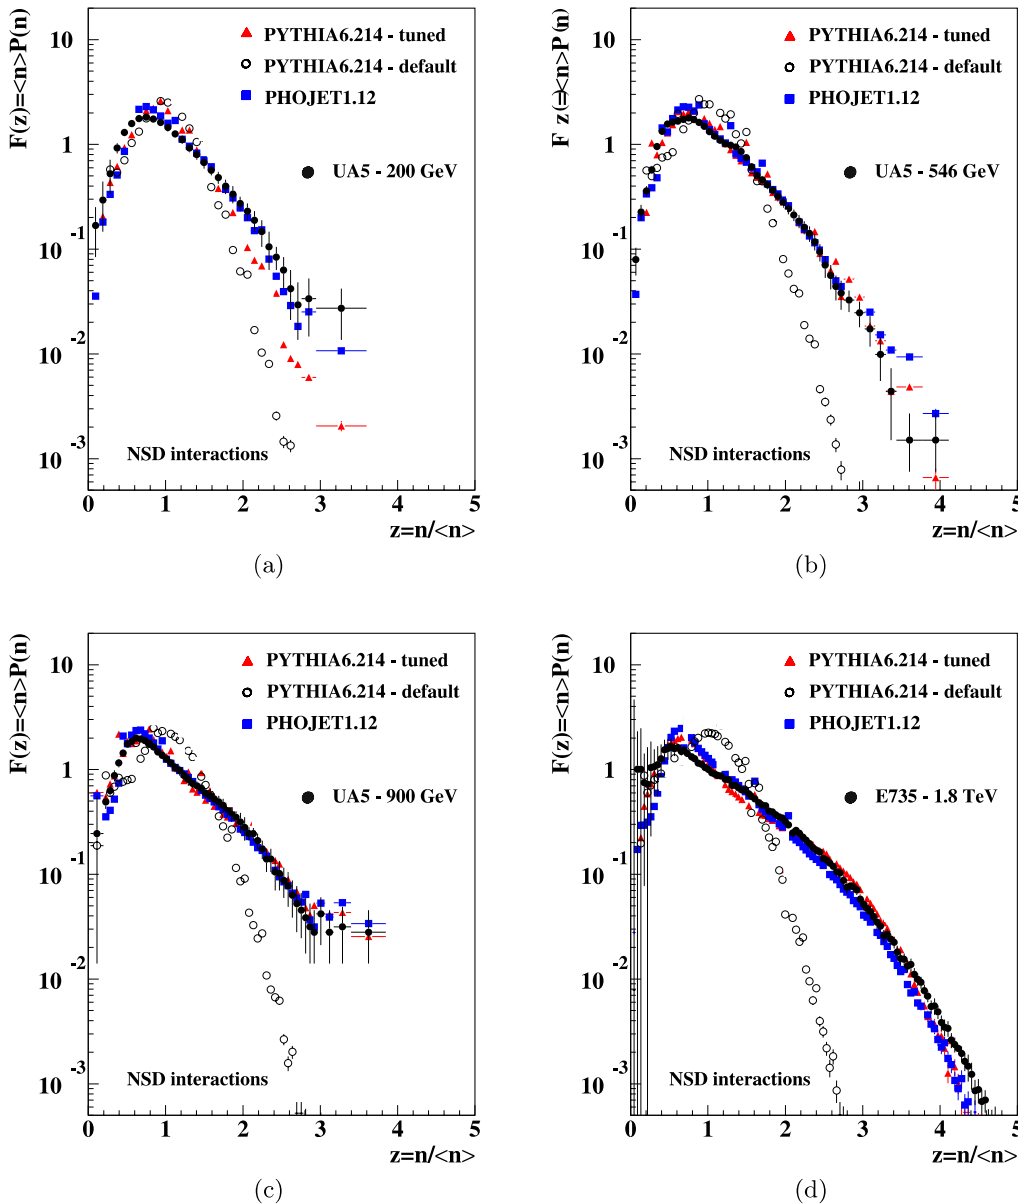 F(z)=<n>P(n)
10
1
10 -1
10 -2
10 -3
PYTHIA6.214 - tuned
PYTHIA6.214 - default
PHOJET1.12
UA5 - 200 GeV
NSD interactions
0 1 2 3 4 5
z=n/<n>
(a)
F z(=)<n>P(n)
10
1
10 -1
10 -2
10 -3
PYTHIA6.214 - tuned
PYTHIA6.214 - default
PHOJET1.12
UA5 - 546 GeV
NSD interactions
0 1 2 3 4 5
z=n/<n>
(b)
F(z)=<n>P(n)
10
1
10 -1
10 -2
10 -3
PYTHIA6.214 - tuned
PYTHIA6.214 - default
PHOJET1.12
UA5 - 900 GeV
NSD interactions
0 1 2 3 4 5
z=n/<n>
(c)
F(z)=<n>P(n)
10
1
10 -1
10 -2
10 -3
PYTHIA6.214 - tuned
PYTHIA6.214 - default
PHOJET1.12
E735 - 1.8 TeV
NSD interactions
0 1 2 3 4 5
z=n/<n>
(d)